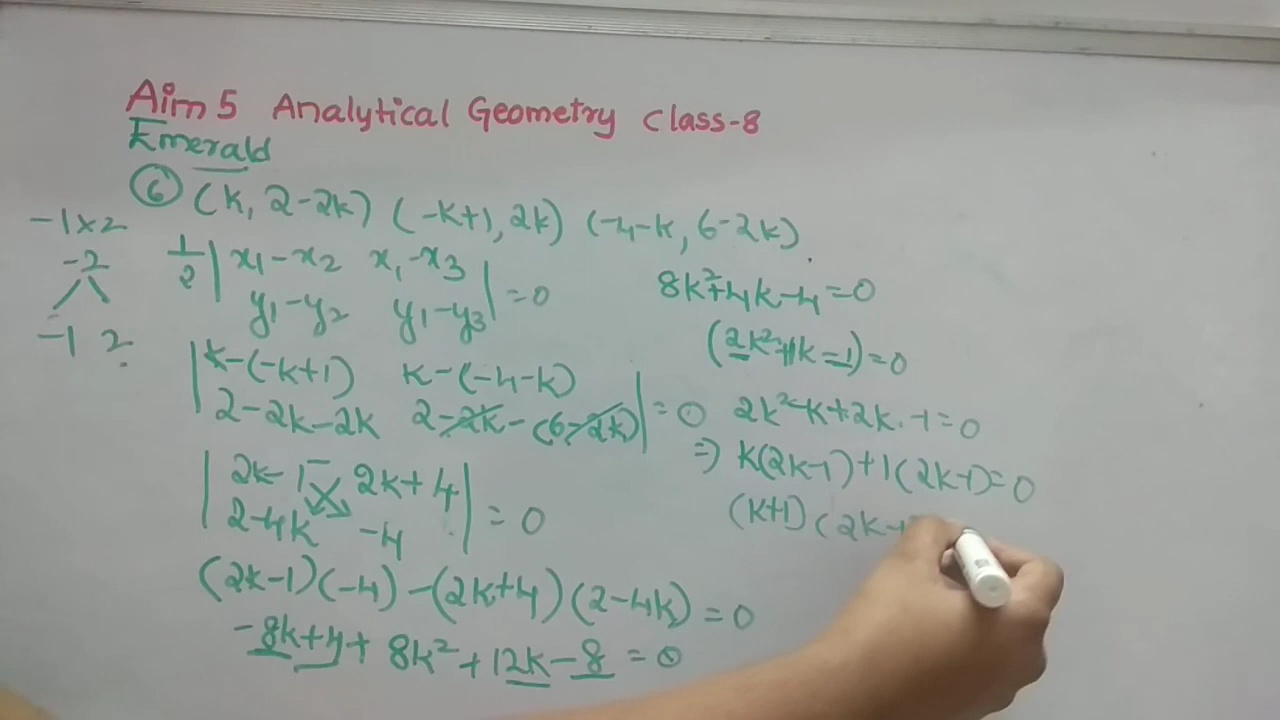 Aim 5 Analytical Geometry Class-8
Emerald
⑥ (k, 2-2k) (-k+1, 2k) (-4-k, 6-2k)
-1×2
-2
-1 2
1/2 | x₁-x₂ x₁-x₃ |
| y₁-y₂ y₁-y₃ | = 0
| k-(-k+1) k-(-4-k) |
| 2-2k-2k 2-2k-(6-2k) | = 0
| 2k-1 2k+4 |
| 2-4k -4 | = 0
(2k-1)(-4)-(2k+4)(2-4k) = 0
-8k+4+8k²+12k-8 = 0
8k²+4k-4=0
(2k²+1k-1)=0
2k²-k+2k-1=0
⇒ k(2k-1)+1(2k-1)=0
(k+1)(2k-1